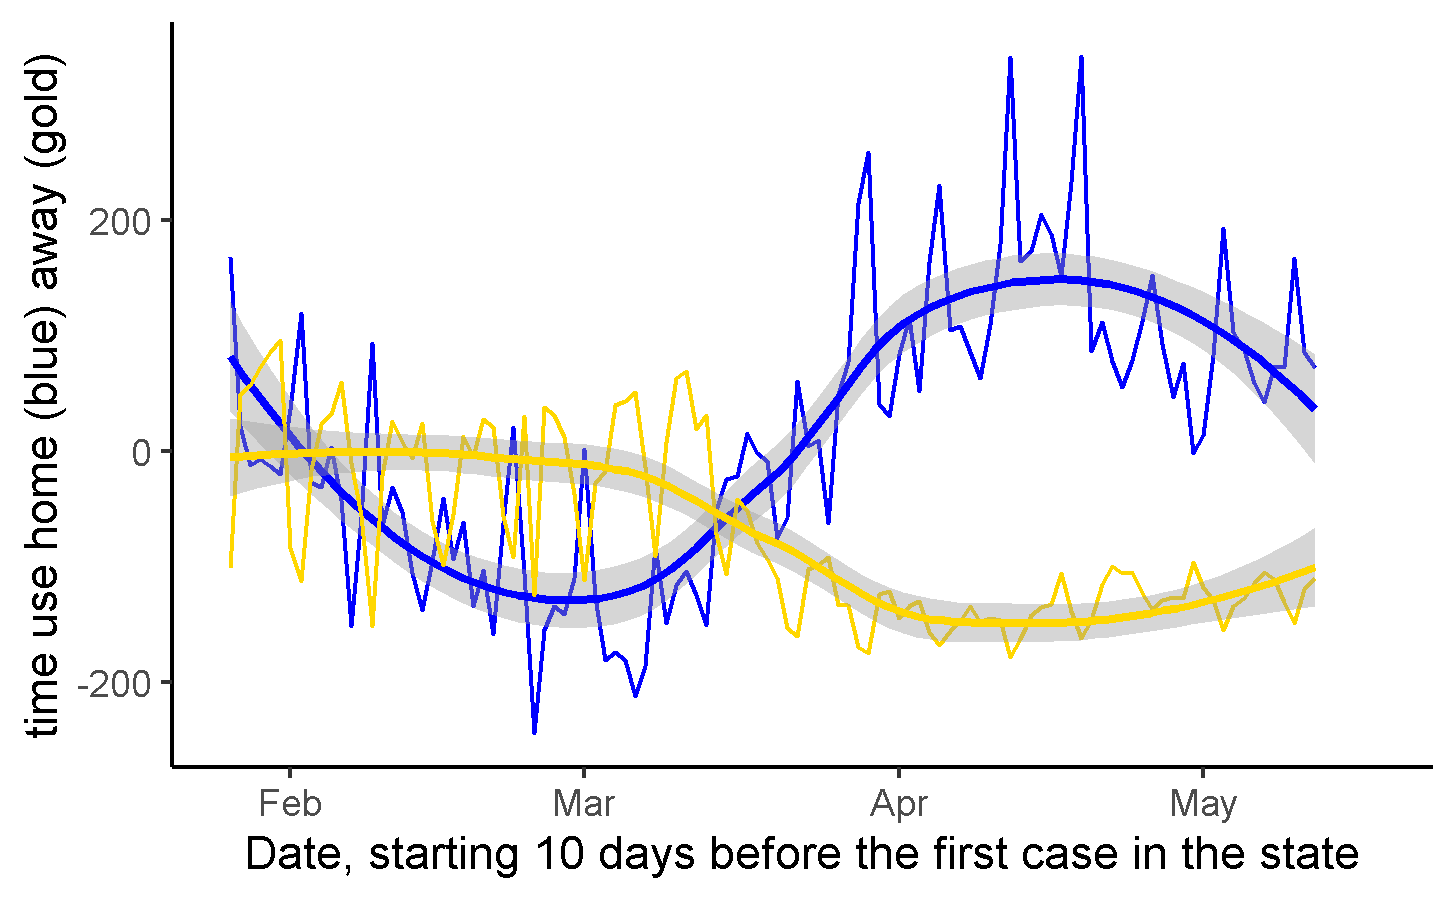 time use home (blue) away (gold)
200
0
-200
Feb Mar Apr May
Date, starting 10 days before the first case in the state